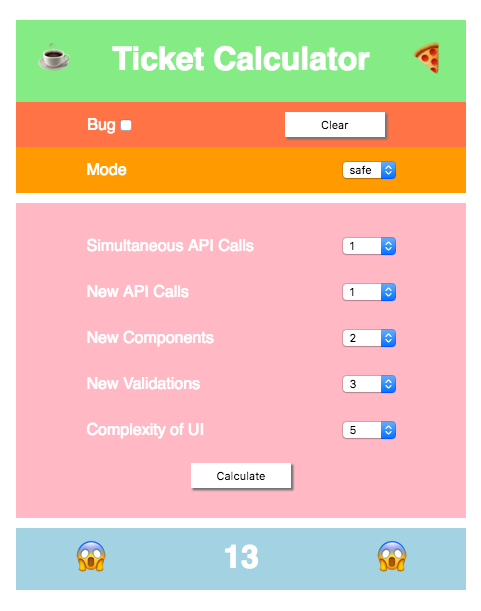 Ticket Calculator
Bug Clear
Mode safe
Simultaneous API Calls 1
New API Calls 1
New Components 2
New Validations 3
Complexity of UI 5
Calculate
13